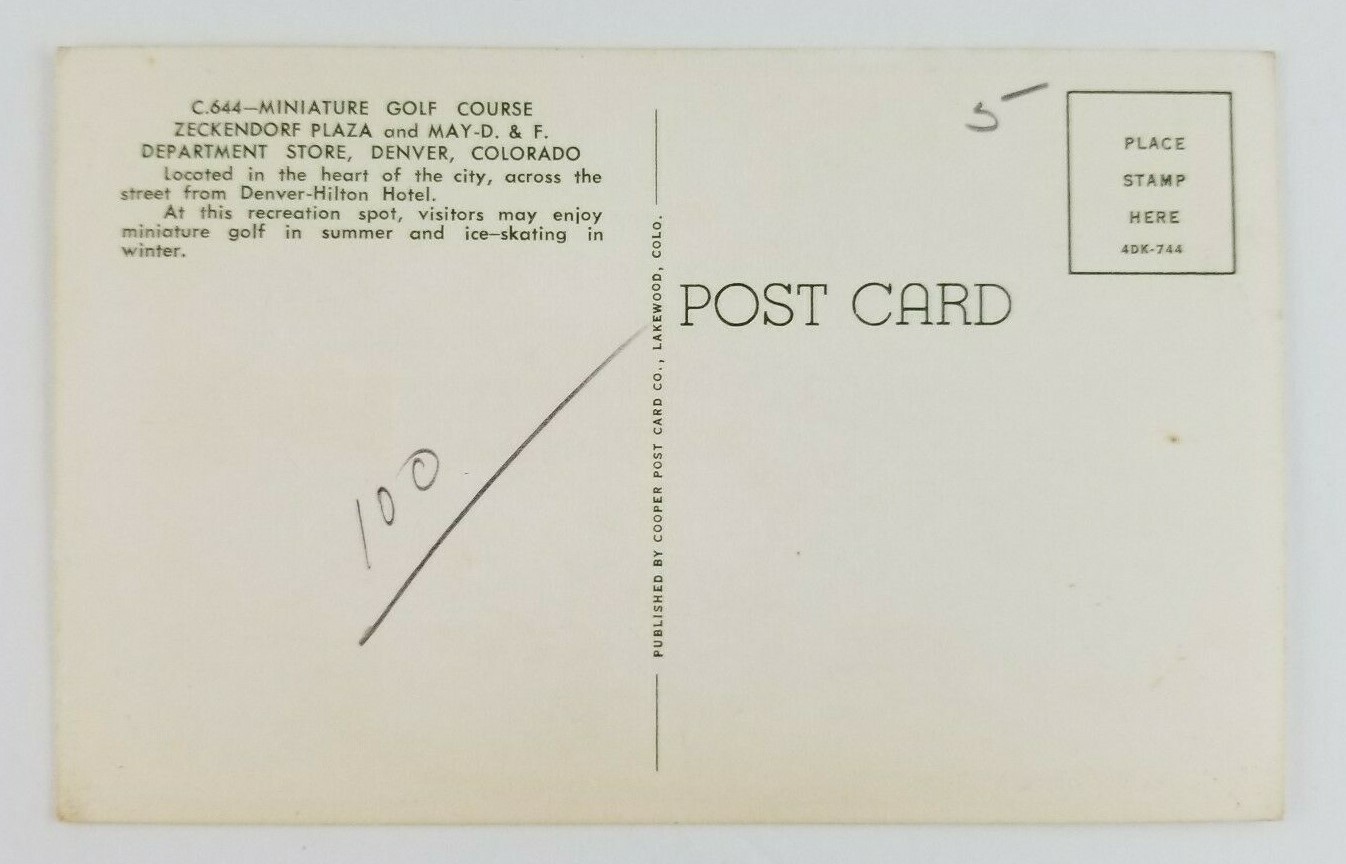 C.644—MINIATURE GOLF COURSE
ZECKENDORF PLAZA and MAY-D. & F.
DEPARTMENT STORE, DENVER, COLORADO
Located in the heart of the city, across the
street from Denver-Hilton Hotel.
At this recreation spot, visitors may enjoy
miniature golf in summer and ice—skating in
winter.
100
PUBLISHED BY COOPER POST CARD CO., LAKEWOOD, COLO.
5
PLACE
STAMP
HERE
4DK-744
POST CARD